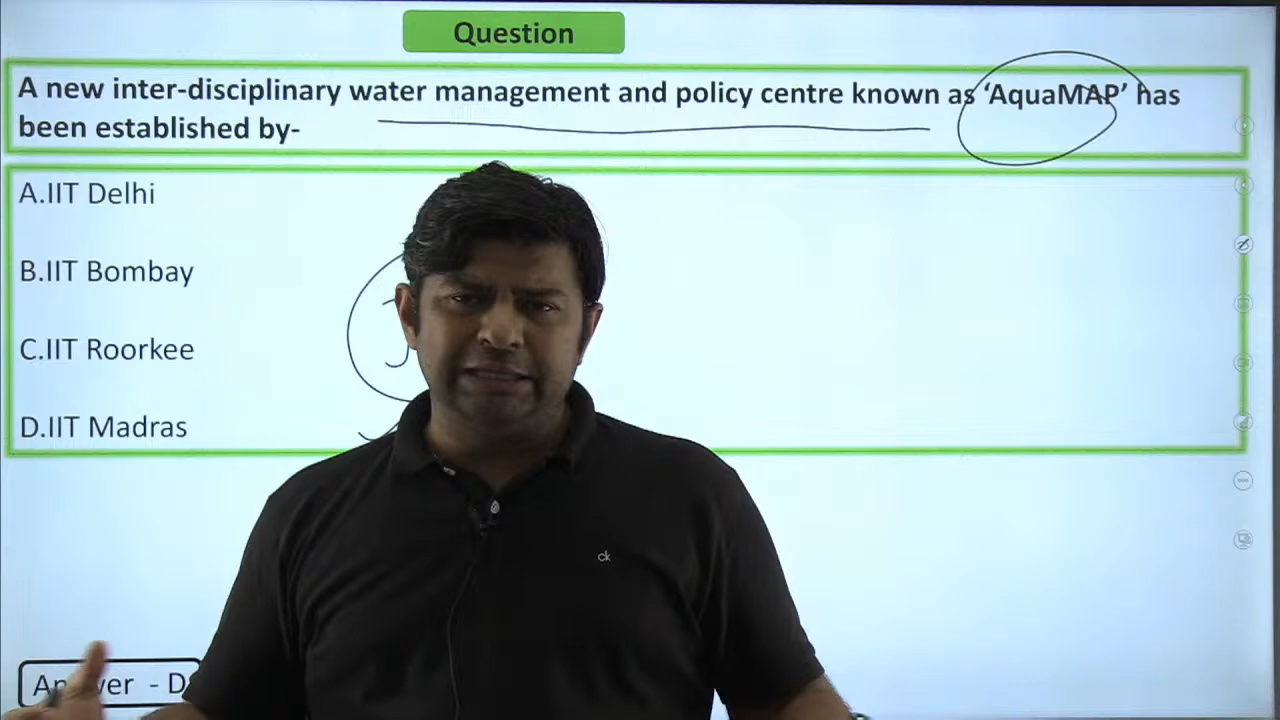 Question
A new inter-disciplinary water management and policy centre known as ‘AquaMAP’ has
been established by-
A.IIT Delhi
B.IIT Bombay
C.IIT Roorkee
D.IIT Madras
ck
- D